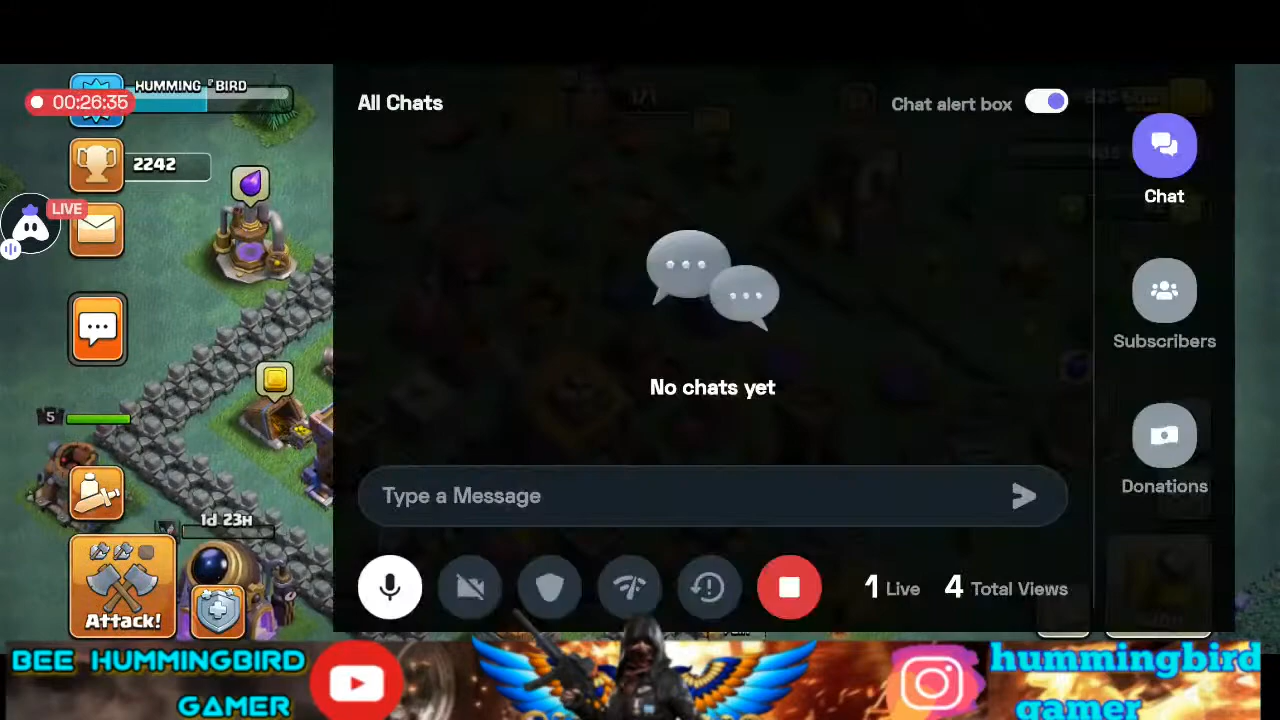 HUMMING BIRD
00:26:35
2242
LIVE
All Chats
Chat alert box
Chat
No chats yet
Subscribers
5
Type a Message
Donations
1d 23H
Attack!
1 Live
4 Total Views
BEE HUMMINGBIRD
GAMER
hummingbird
gamer